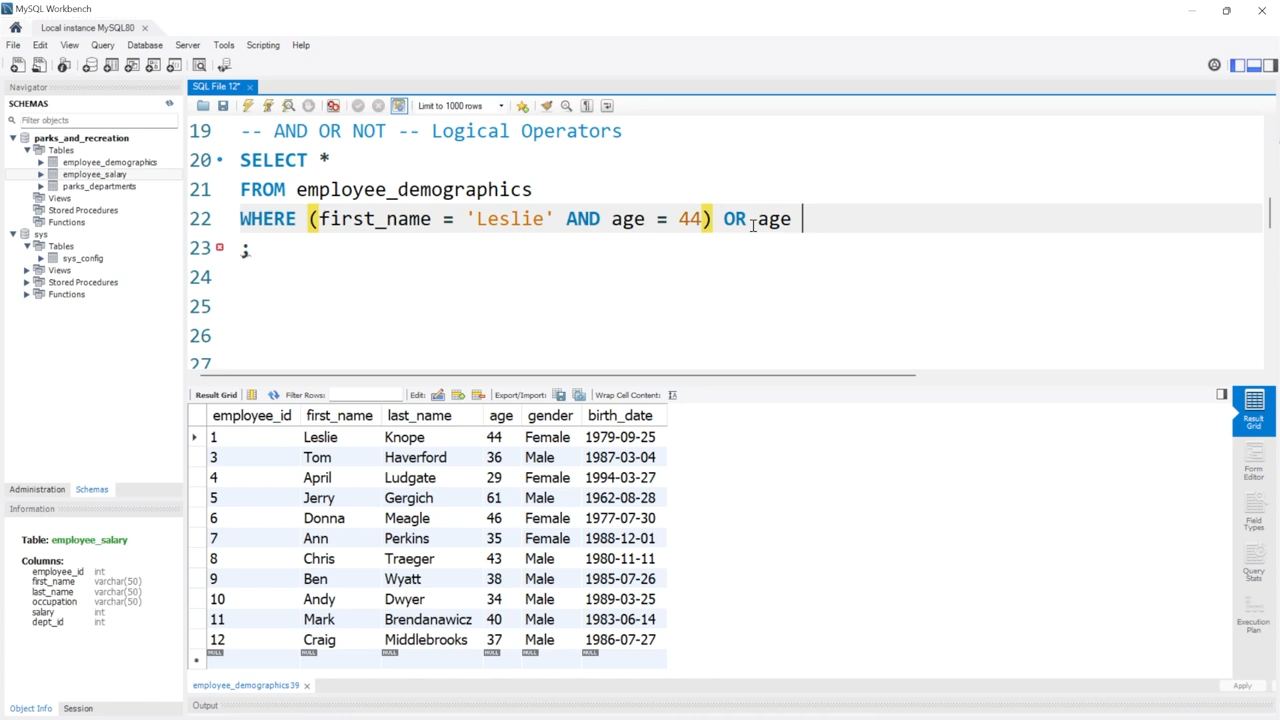 MySQL Workbench
Local instance MySQL80
File Edit View Query Database Server Tools Scripting Help
Navigator
SCHEMAS
Filter objects
parks_and_recreation
Tables
employee_demographics
employee_salary
parks_departments
Views
Stored Procedures
Functions
sys
Tables
sys_config
Views
Stored Procedures
Functions
Administration Schemas
Information
Table: employee_salary
Columns:
employee_id int
first_name varchar(50)
last_name varchar(50)
occupation varchar(50)
salary int
dept_id int
Object Info Session
SQL File 12*
Limit to 1000 rows
19 -- AND OR NOT -- Logical Operators
20 SELECT *
21 FROM employee_demographics
22 WHERE (first_name = 'Leslie' AND age = 44) OR age
23 ;
24
25
26
27
Result Grid Filter Rows: Edit: Export/Import: Wrap Cell Content:
employee_id first_name last_name age gender birth_date
1 Leslie Knope 44 Female 1979-09-25
3 Tom Haverford 36 Male 1987-03-04
4 April Ludgate 29 Female 1994-03-27
5 Jerry Gergich 61 Male 1962-08-28
6 Donna Meagle 46 Female 1977-07-30
7 Ann Perkins 35 Female 1988-12-01
8 Chris Traeger 43 Male 1980-11-11
9 Ben Wyatt 38 Male 1985-07-26
10 Andy Dwyer 34 Male 1989-03-25
11 Mark Brendanawicz 40 Male 1983-06-14
12 Craig Middlebrooks 37 Male 1986-07-27
NULL NULL NULL NULL NULL NULL
employee_demographics 39
Apply
Output
Result
Grid
Form
Editor
Field
Types
Query
Stats
Execution
Plan